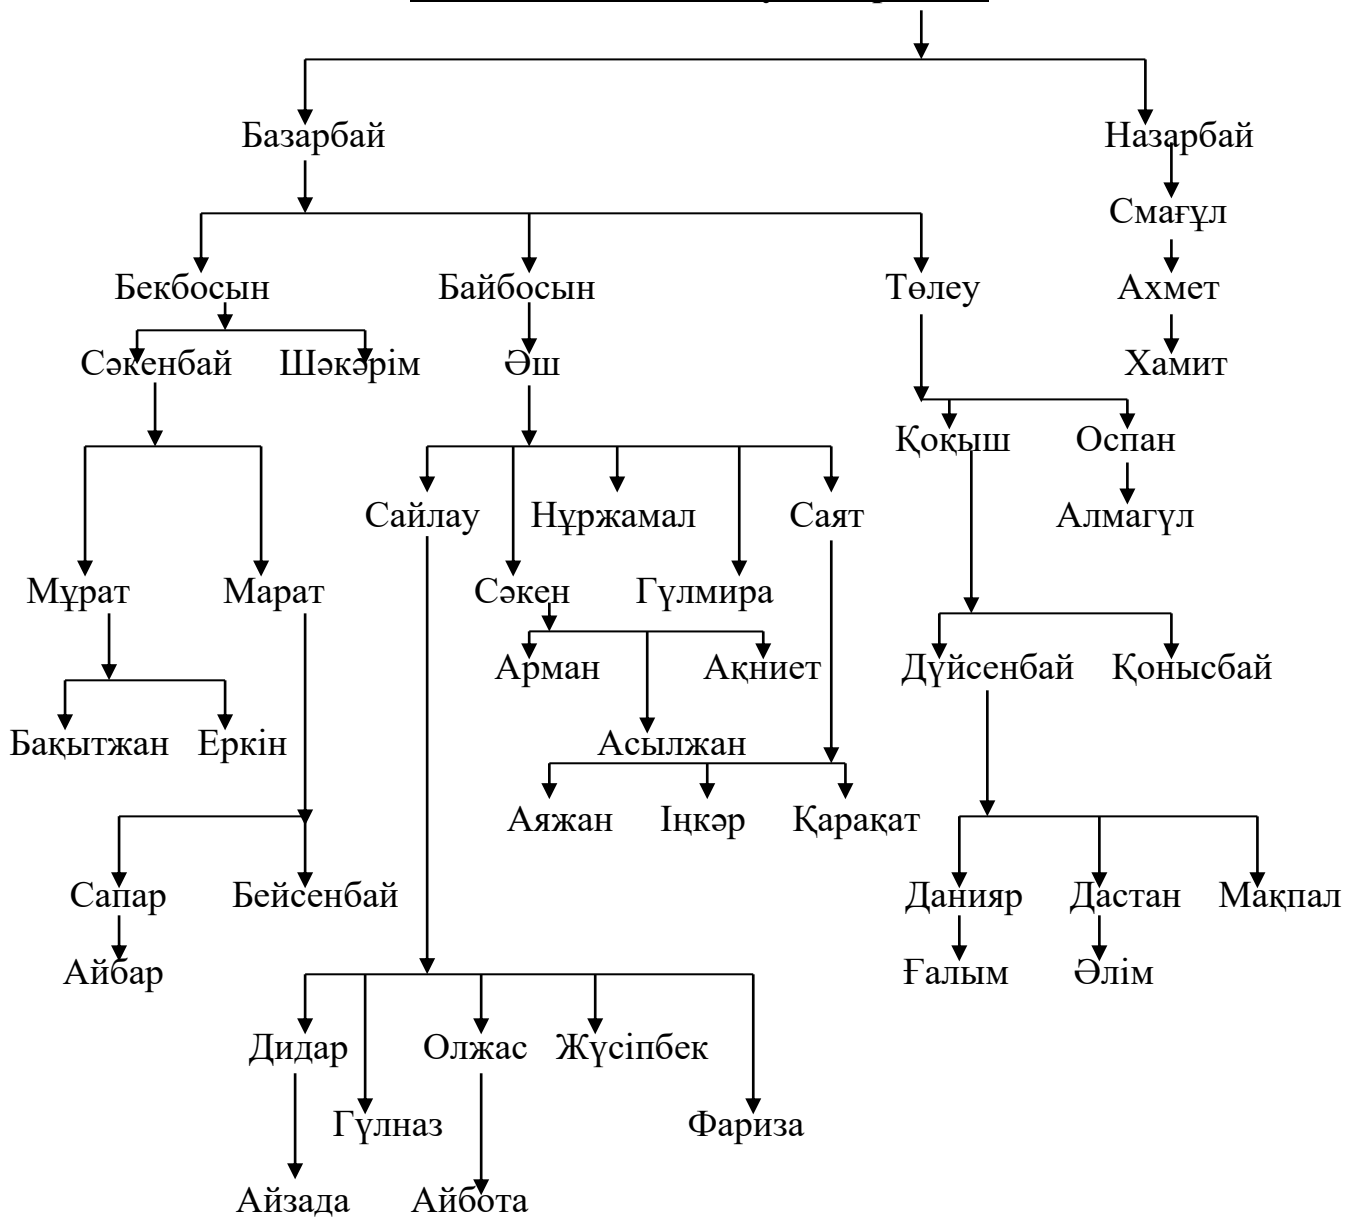 Базарбай Назарбай
Смағұл
Бекбосын Байбосын Төлеу Ахмет
Сәкенбай Шәкәрім Әш Хамит
Қоқыш Оспан
Сайлау Нұржамал Саят Алмагүл
Мұрат Марат Сәкен Гүлмира
Арман Ақниет Дүйсенбай Қонысбай
Бақытжан Еркін Асылжан
Аяжан Іңкәр Қарақат
Сапар Бейсенбай Данияр Дастан Мақпал
Айбар Ғалым Әлім
Дидар Олжас Жүсіпбек
Гүлназ Фариза
Айзада Айбота